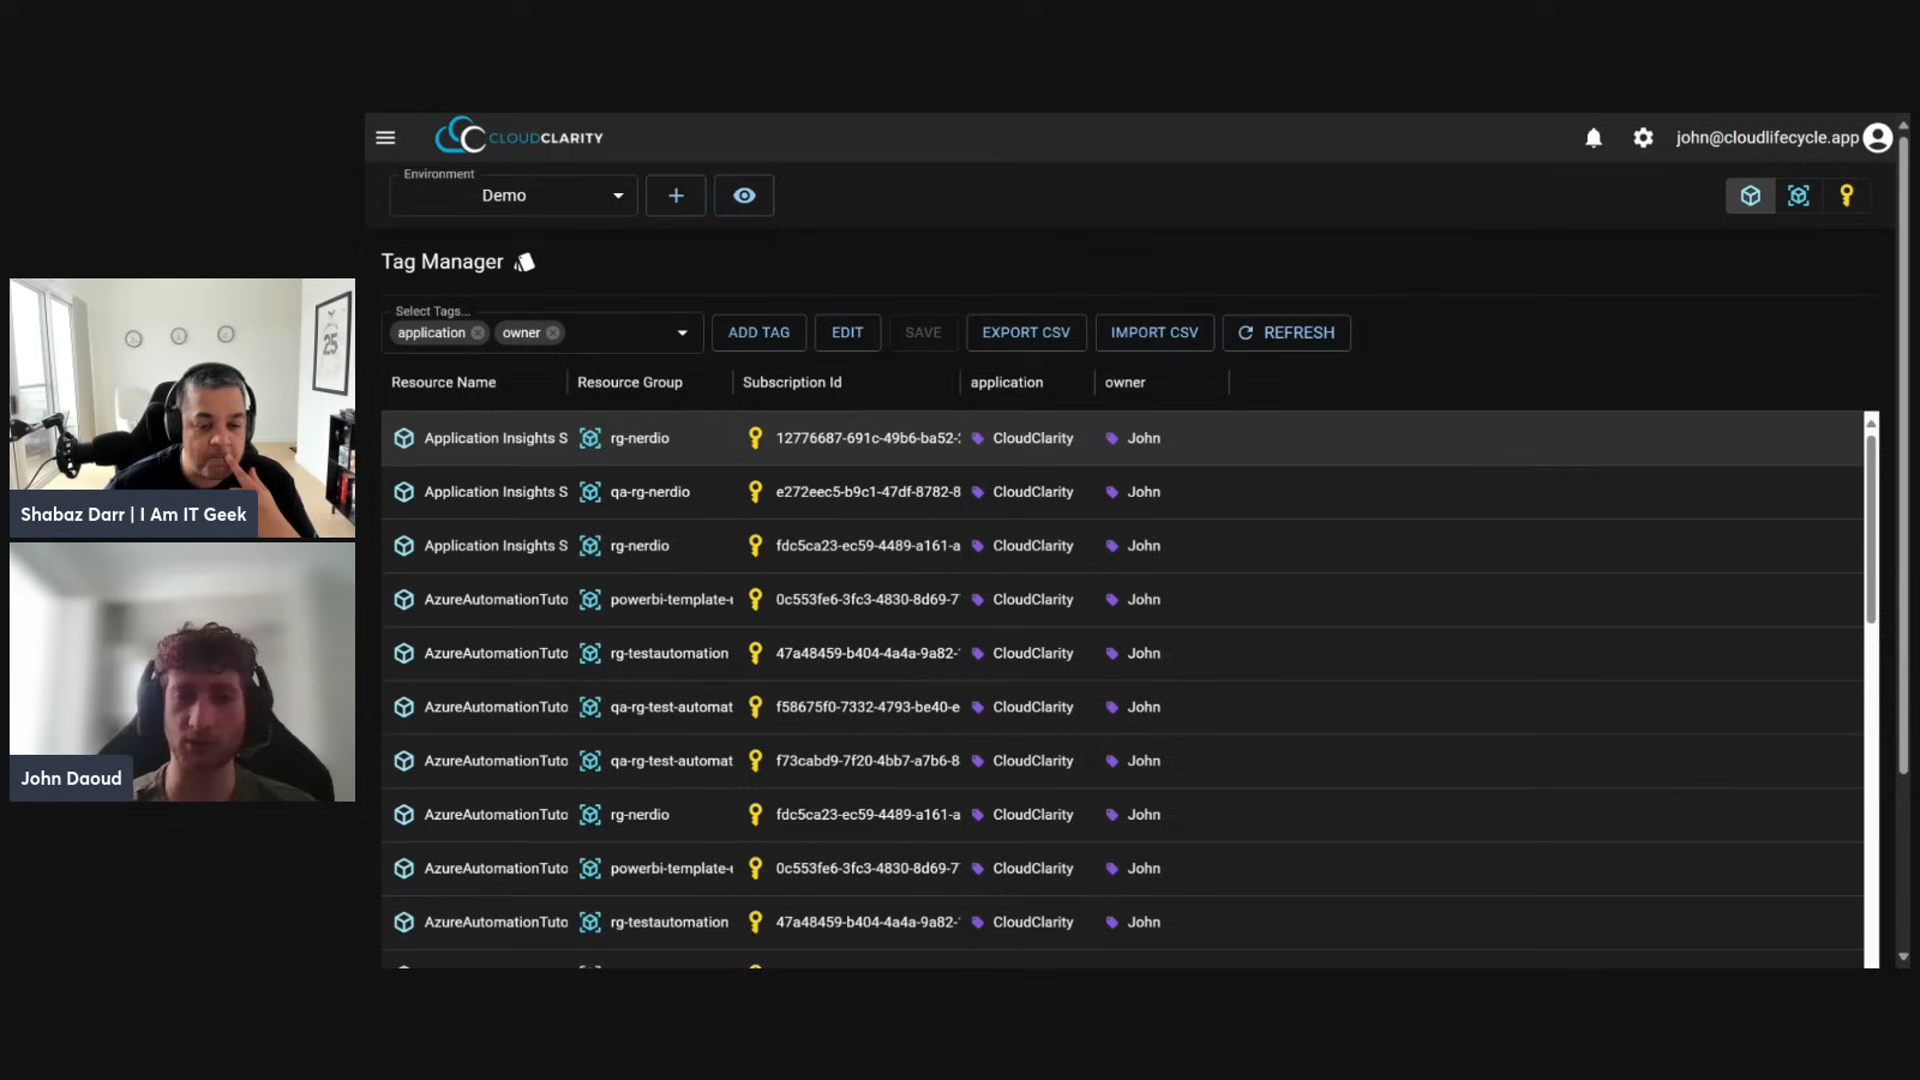 CLOUDCLARITY
john@cloudlifecycle.app
Environment
Demo
Tag Manager
Select Tags...
application
owner
ADD TAG
EDIT
SAVE
EXPORT CSV
IMPORT CSV
REFRESH
Resource Name Resource Group Subscription Id application owner
Application Insights S rg-nerdio 12776687-691c-49b6-ba52- CloudClarity John
Application Insights S qa-rg-nerdio e272eec5-b9c1-47df-8782-8 CloudClarity John
Application Insights S rg-nerdio fdc5ca23-ec59-4489-a161-a CloudClarity John
AzureAutomationTuto powerbi-template- 0c553fe6-3fc3-4830-8d69-7 CloudClarity John
AzureAutomationTuto rg-testautomation 47a48459-b404-4a4a-9a82- CloudClarity John
AzureAutomationTuto qa-rg-test-automat f58675f0-7332-4793-be40-e CloudClarity John
AzureAutomationTuto qa-rg-test-automat f73cabd9-7f20-4bb7-a7b6-8 CloudClarity John
AzureAutomationTuto rg-nerdio fdc5ca23-ec59-4489-a161-a CloudClarity John
AzureAutomationTuto powerbi-template- 0c553fe6-3fc3-4830-8d69-7 CloudClarity John
AzureAutomationTuto rg-testautomation 47a48459-b404-4a4a-9a82- CloudClarity John
25
Shabaz Darr | I Am IT Geek
John Daoud